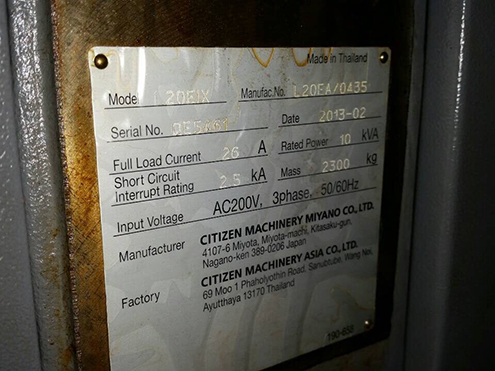 Made in Thailand
Model L20EIX Manufac.No. L20EA/0435
Serial No. Date 2013-02
Full Load Current 26 A Rated Power 10 kVA
Short Circuit
Interrupt Rating 2.5 kA Mass 2300 kg
Input Voltage AC200V, 3phase, 50/60Hz
Manufacturer CITIZEN MACHINERY MIYANO CO., LTD.
4107-6 Miyota, Miyota-machi, Kitasaku-gun,
Nagano-ken 389-0206 Japan
Factory CITIZEN MACHINERY ASIA CO., LTD.
69 Moo 1 Phaholyothin Road, Sanubtube, Wang Noi,
Ayutthaya 13170 Thailand